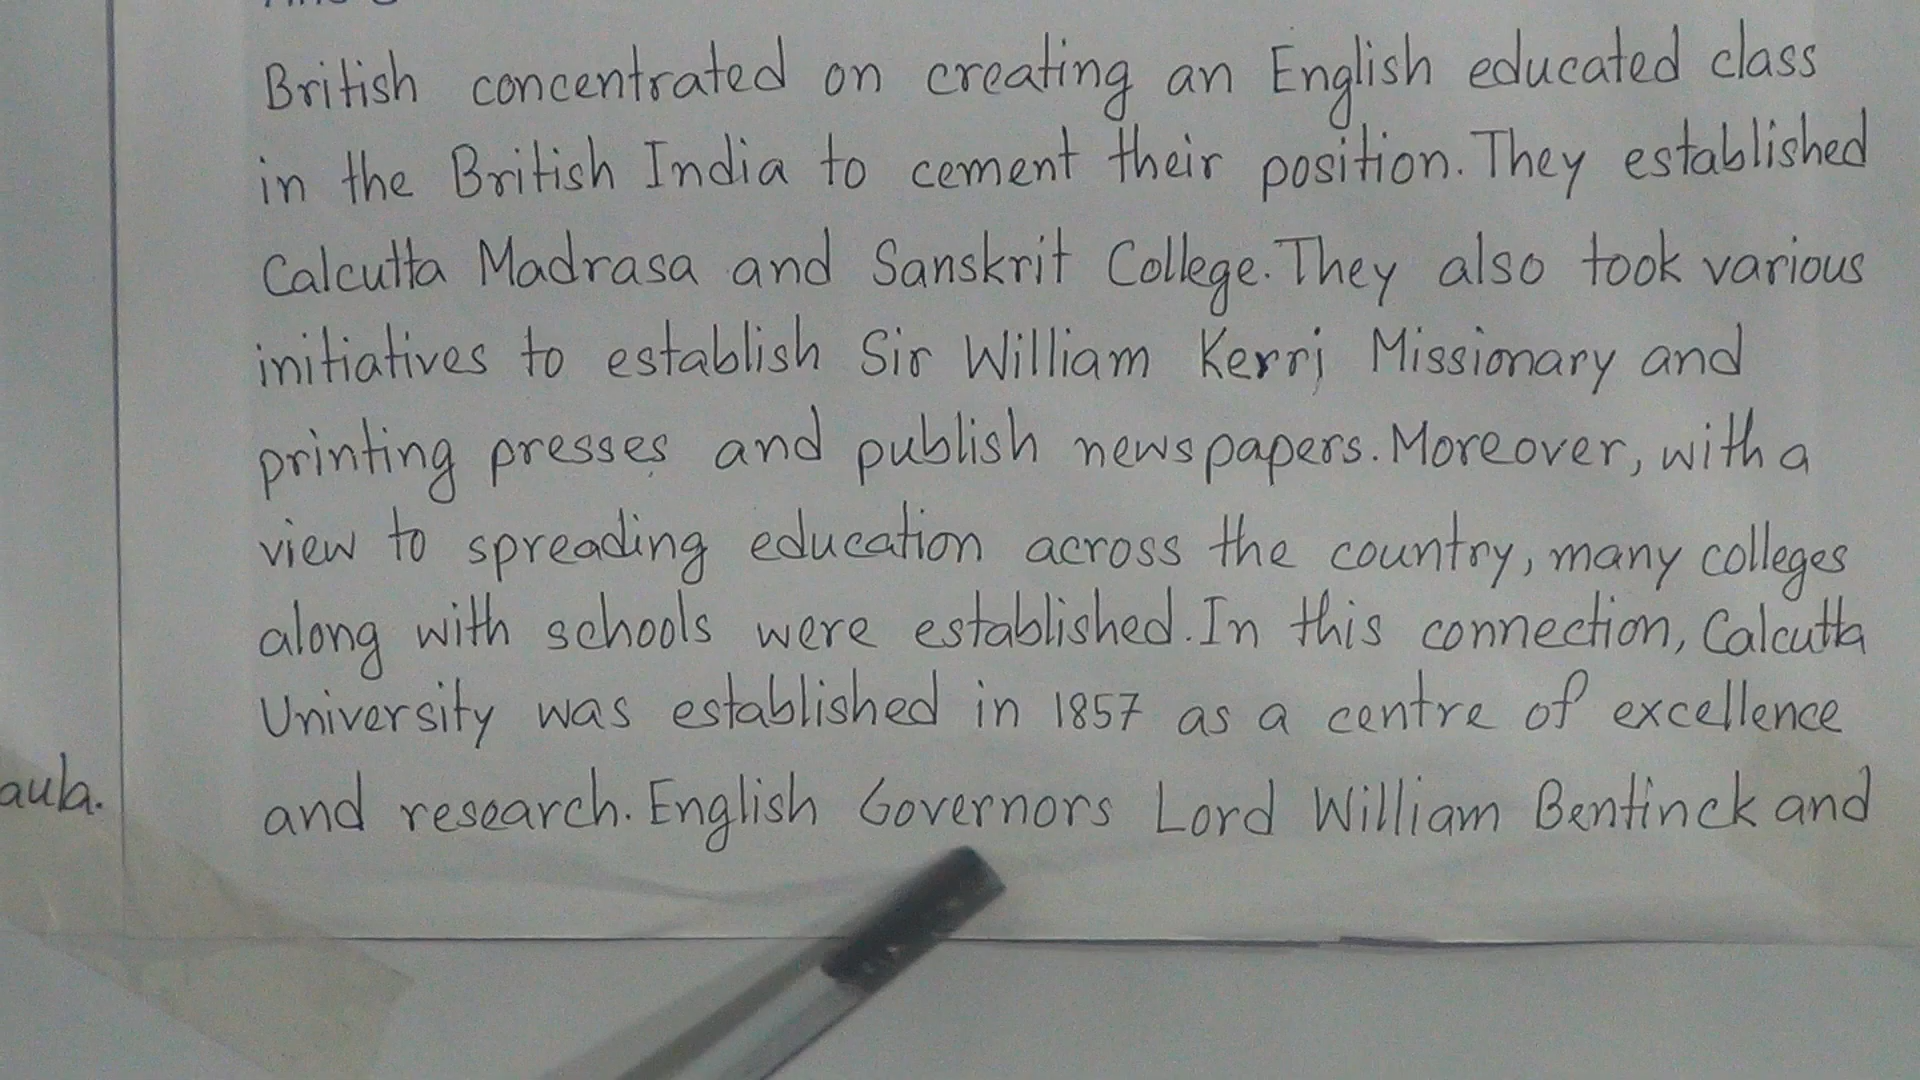 British concentrated on creating an English educated class
in the British India to cement their position. They established
Calcutta Madrasa and Sanskrit College. They also took various
initiatives to establish Sir William Kerri Missionary and
printing presses and publish newspapers. Moreover, with a
view to spreading education across the country, many colleges
along with schools were established. In this connection, Calcutta
University was established in 1857 as a centre of excellence
aula.
and research. English Governors Lord William Bentinck and